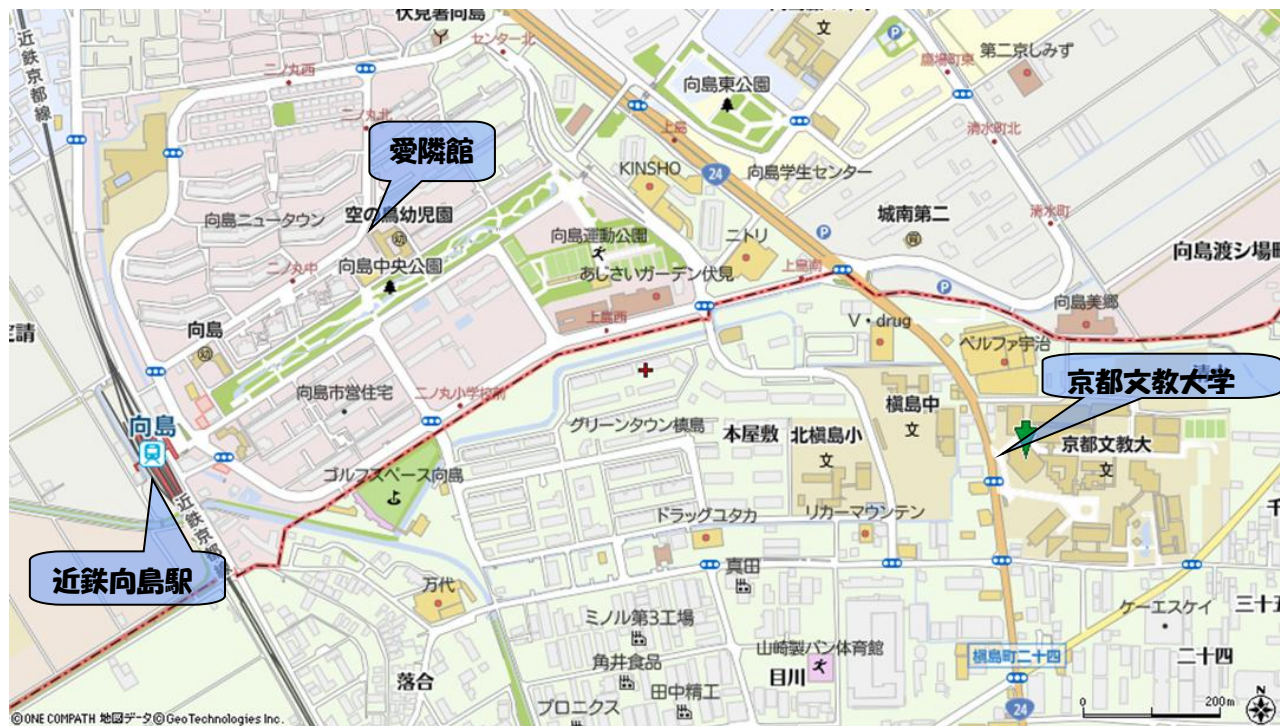 伏見署向島
センター北
文
第二京しみず
近鉄京都線
二ノ丸西
鷹場町東
向島東公園
二ノ丸北
上島
清水町北
愛隣館
KINSHO
24
向島学生センター
向島ニュータウン
空の鳥幼児園
城南第二
清水町
幼
向島運動公園
ニトリ
向島渡シ場町
二ノ丸中
向島中央公園
あじさいガーデン伏見
上島南
向島美郷
向島
上島西
V・drug
ベルファ宇治
幼
京都文教大学
向島市営住宅
二ノ丸小学校前
槇島中
向島
グリーンタウン槇島
本屋敷
北槇島小
文
京都文教大
文
文
ゴルフスペース向島
近鉄京都線
ドラッグユタカ
リカーマウンテン
近鉄向島駅
万代
真田
ケーエスケイ
三十五
ミノル第3工場
山崎製パン体育館
槇島町二十四
二十四
角井食品
目川
落合
田中精工
プロニクス
24
0
200m
N
©ONE COMPATH 地図データ©GeoTechnologies Inc.